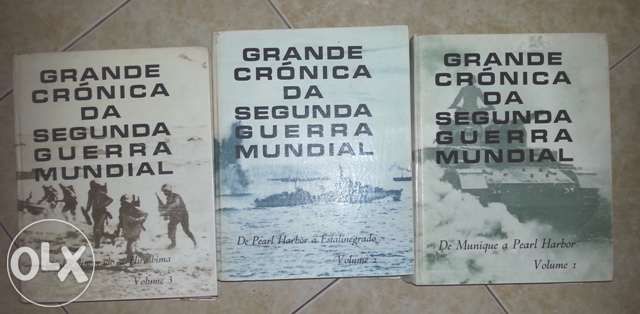 GRANDE
CRÓNICA
DA
SEGUNDA
GUERRA
MUNDIAL
Hiroshima
Volume 3
GRANDE
CRÓNICA
DA
SEGUNDA
GUERRA
MUNDIAL
De Pearl Harbor a Estalinegrado
Volume 2
GRANDE
CRÓNICA
DA
SEGUNDA
GUERRA
MUNDIAL
De Munique a Pearl Harbor
Volume 1
OLX